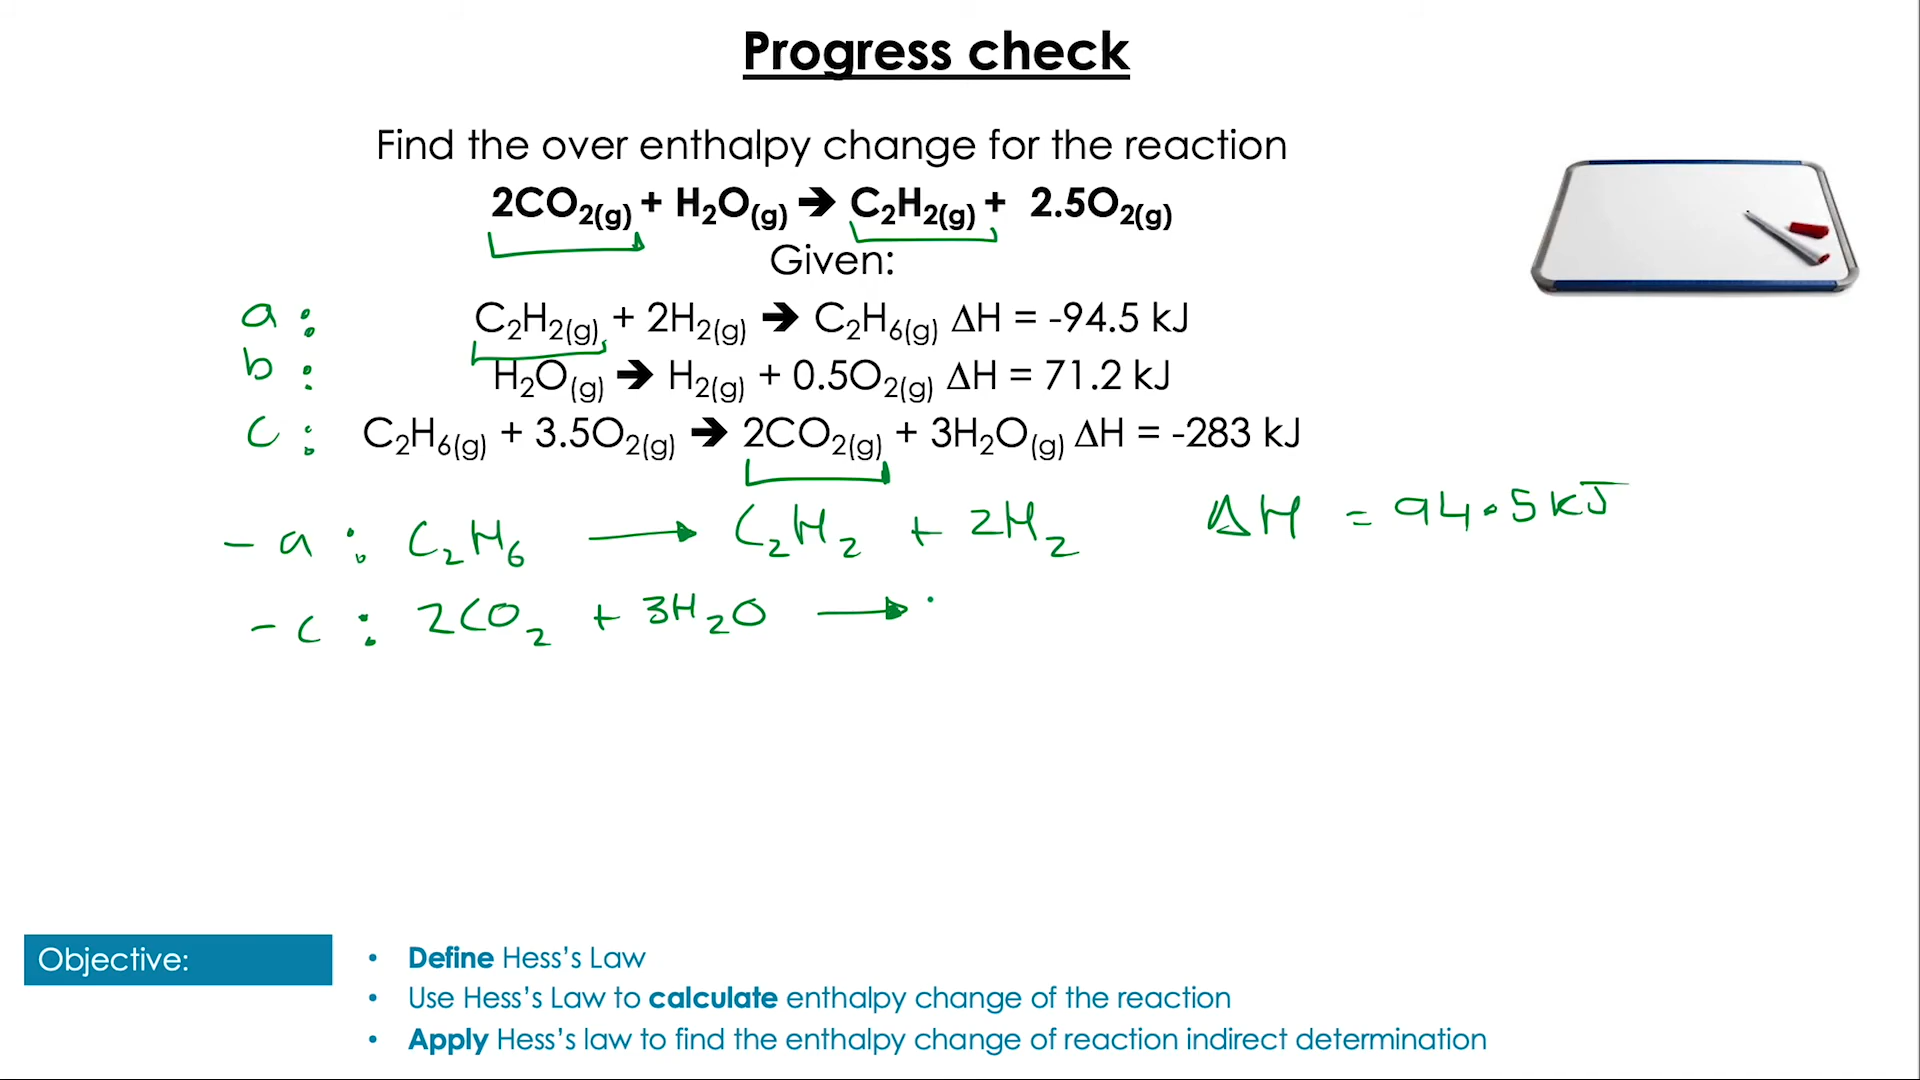 Progress check
Find the over enthalpy change for the reaction
2CO₂(g) + H₂O(g) 🡺 C₂H₂(g) + 2.5O₂(g)
Given:
a : C₂H₂(g) + 2H₂(g) 🡺 C₂H₆(g) ΔH = -94.5 kJ
b : H₂O(g) 🡺 H₂(g) + 0.5O₂(g) ΔH = 71.2 kJ
c : C₂H₆(g) + 3.5O₂(g) 🡺 2CO₂(g) + 3H₂O(g) ΔH = -283 kJ
- a : C₂H₆ → C₂H₂ + 2H₂ ΔH = 94.5 kJ
- c : 2CO₂ + 3H₂O →
Objective:
• Define Hess’s Law
• Use Hess’s Law to calculate enthalpy change of the reaction
• Apply Hess’s law to find the enthalpy change of reaction indirect determination